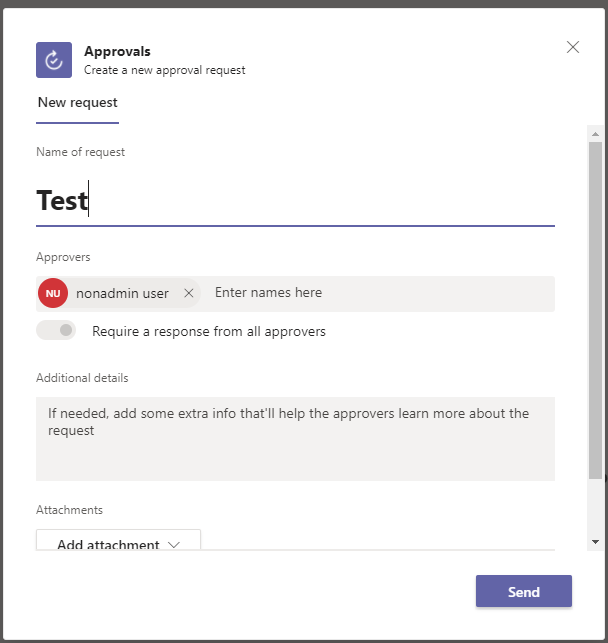 Approvals
Create a new approval request
New request
Name of request
Test
Approvers
NU nonadmin user Enter names here
Require a response from all approvers
Additional details
If needed, add some extra info that'll help the approvers learn more about the
request
Attachments
Add attachment
Send